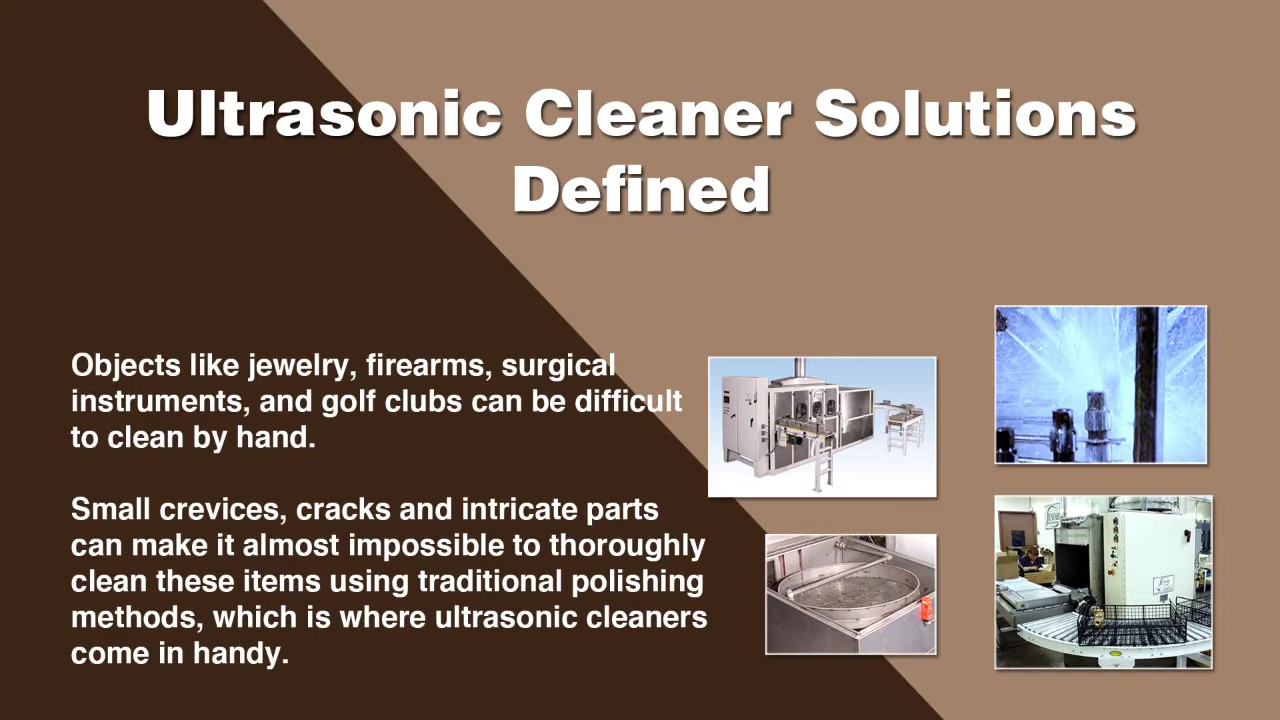 Ultrasonic Cleaner Solutions
Defined
Objects like jewelry, firearms, surgical
instruments, and golf clubs can be difficult
to clean by hand.
Small crevices, cracks and intricate parts
can make it almost impossible to thoroughly
clean these items using traditional polishing
methods, which is where ultrasonic cleaners
come in handy.